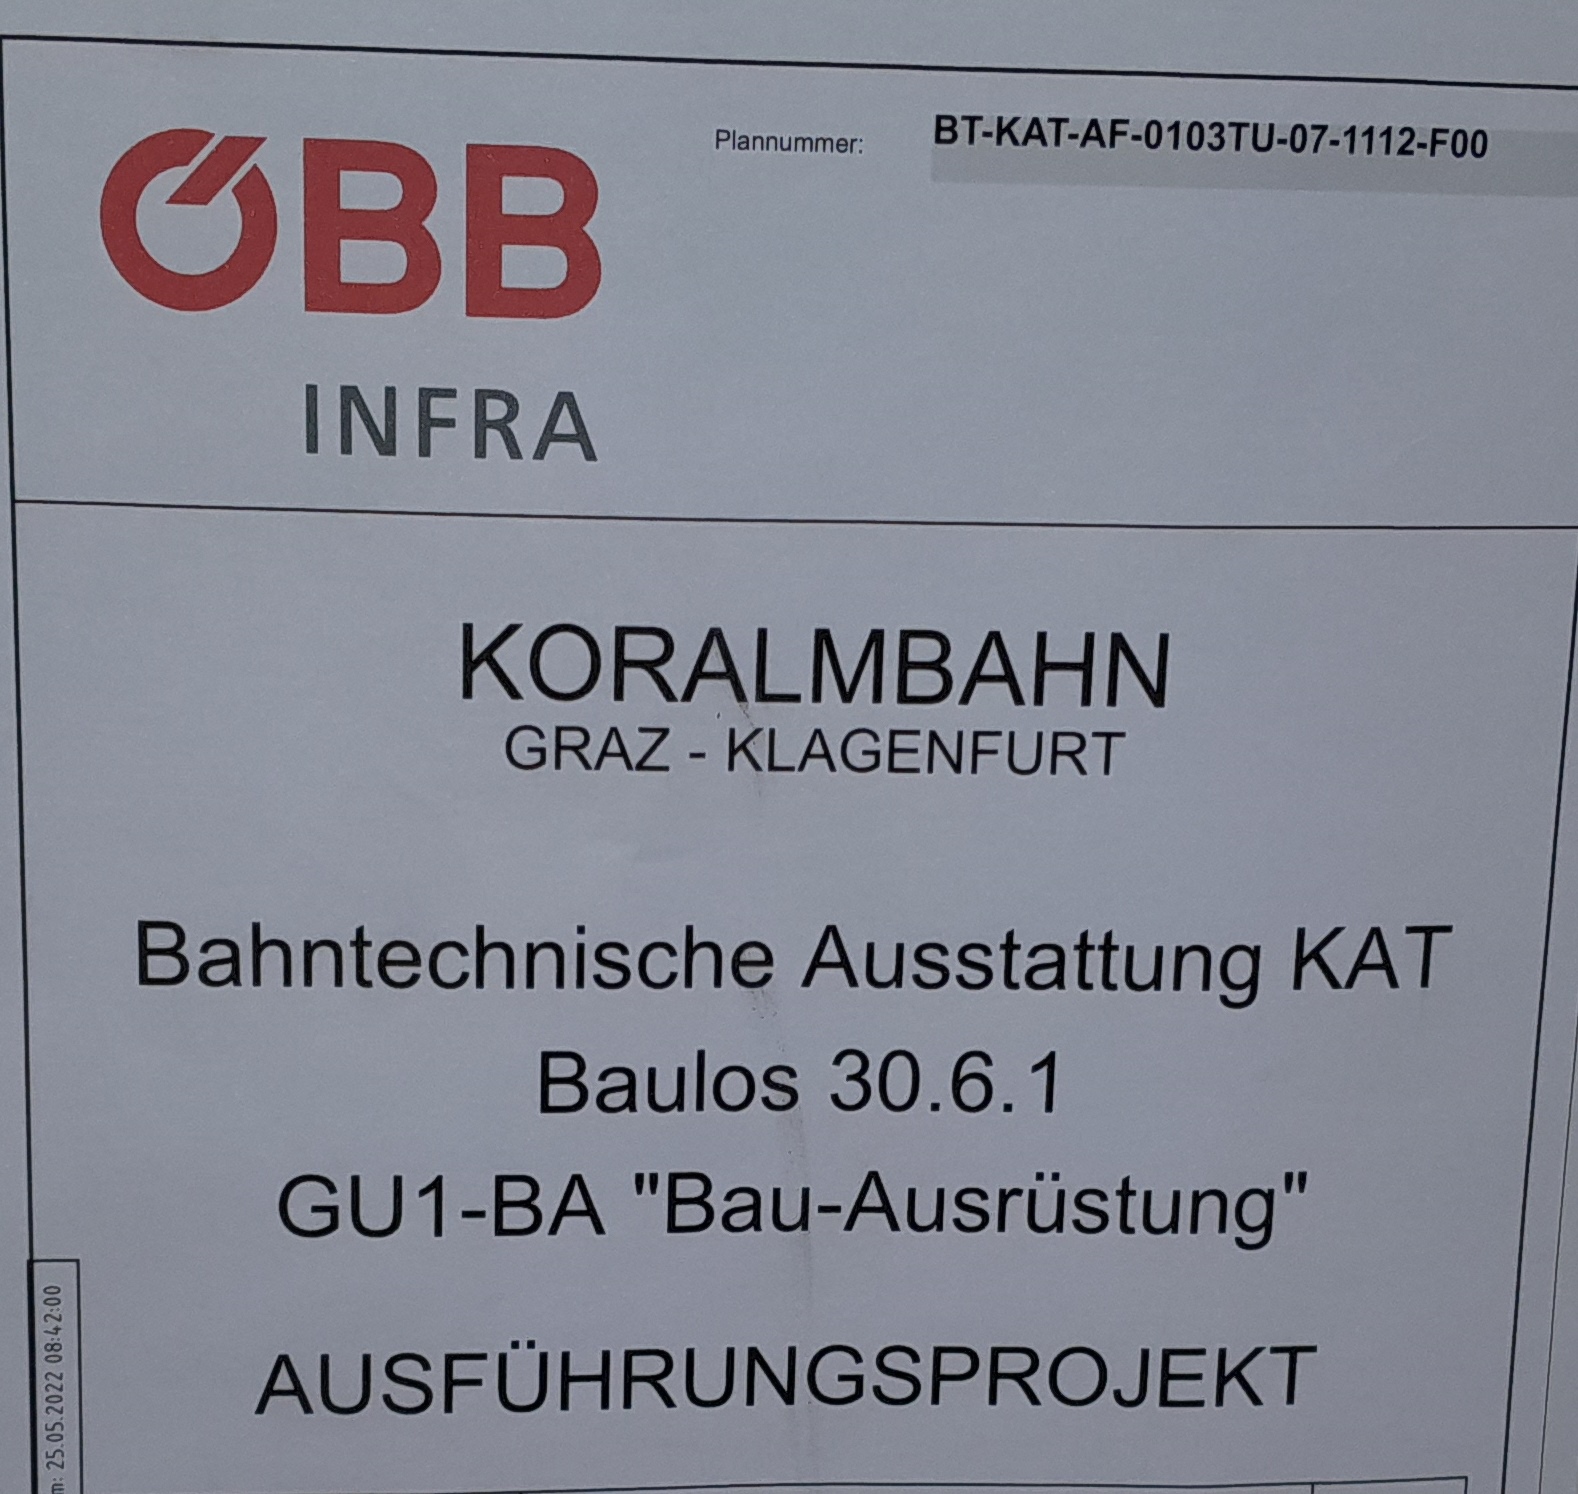 ÖBB
INFRA
Plannummer: BT-KAT-AF-0103TU-07-1112-F00
KORALMBAHN
GRAZ - KLAGENFURT
Bahntechnische Ausstattung KAT
Baulos 30.6.1
GU1-BA "Bau-Ausrüstung"
AUSFÜHRUNGSPROJEKT
25.05.2022 08:42:00